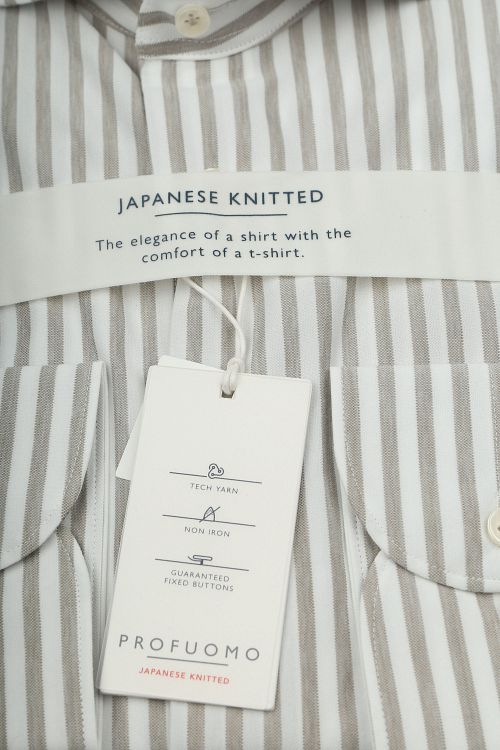 JAPANESE KNITTED
The elegance of a shirt with the
comfort of a t-shirt.
TECH YARN
NON IRON
GUARANTEED
FIXED BUTTONS
PROFUOMO
JAPANESE KNITTED